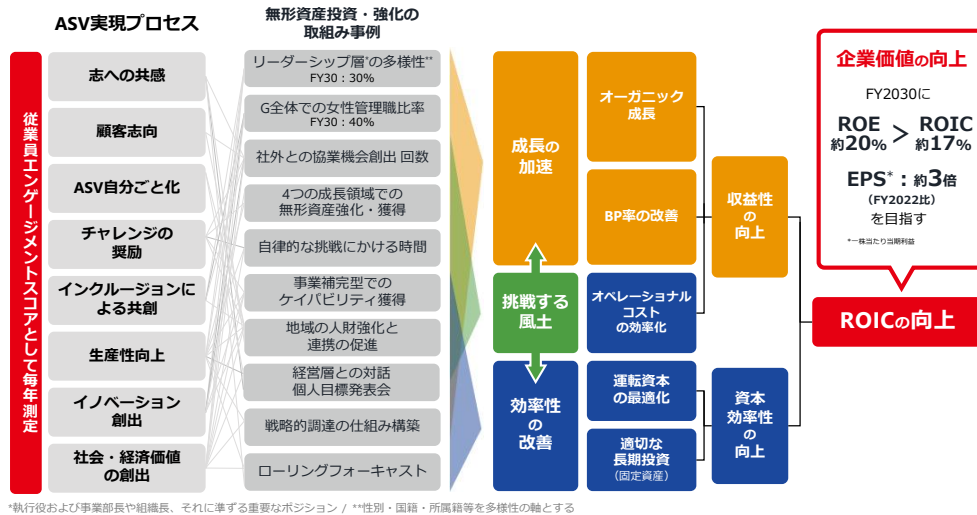 ASV実現プロセス
無形資産投資・強化の
取組み事例
従業員エンゲージメントスコアとして毎年測定
志への共感
顧客志向
ASV自分ごと化
チャレンジの
奨励
インクルージョンに
よる共創
生産性向上
イノベーション
創出
社会・経済価値
の創出
リーダーシップ層*の多様性**
FY30：30%
G全体での女性管理職比率
FY30：40%
社外との協業機会創出 回数
4つの成長領域での
無形資産強化・獲得
自律的な挑戦にかける時間
事業補完型での
ケイパビリティ獲得
地域の人財強化と
連携の促進
経営層との対話
個人目標発表会
戦略的調達の仕組み構築
ローリングフォーキャスト
成長の
加速
挑戦する
風土
効率性
の
改善
オーガニック
成長
BP率の改善
オペレーショナル
コスト
の効率化
運転資本
の最適化
適切な
長期投資
（固定資産）
収益性
の
向上
資本
効率性
の
向上
企業価値の向上
FY2030に
ROE > ROIC
約20% 約17%
EPS*：約3倍
（FY2022比）
を目指す
*一株当たり当期利益
ROICの向上
*執行役および事業部長や組織長、それに準ずる重要なポジション / **性別・国籍・所属籍等を多様性の軸とする